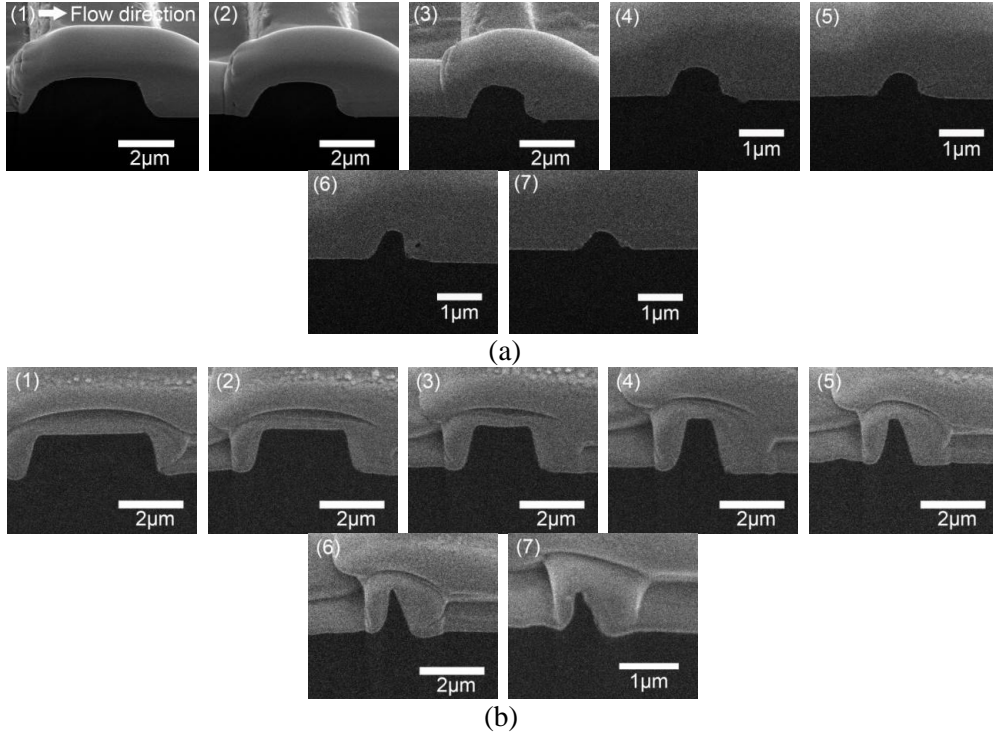 (1) → Flow direction (2) (3) (4) (5)
2µm 2µm 2µm 1µm 1µm
(6) (7)
1µm 1µm
(a)
(1) (2) (3) (4) (5)
2µm 2µm 2µm 2µm 2µm
(6) (7)
2µm 1µm
(b)